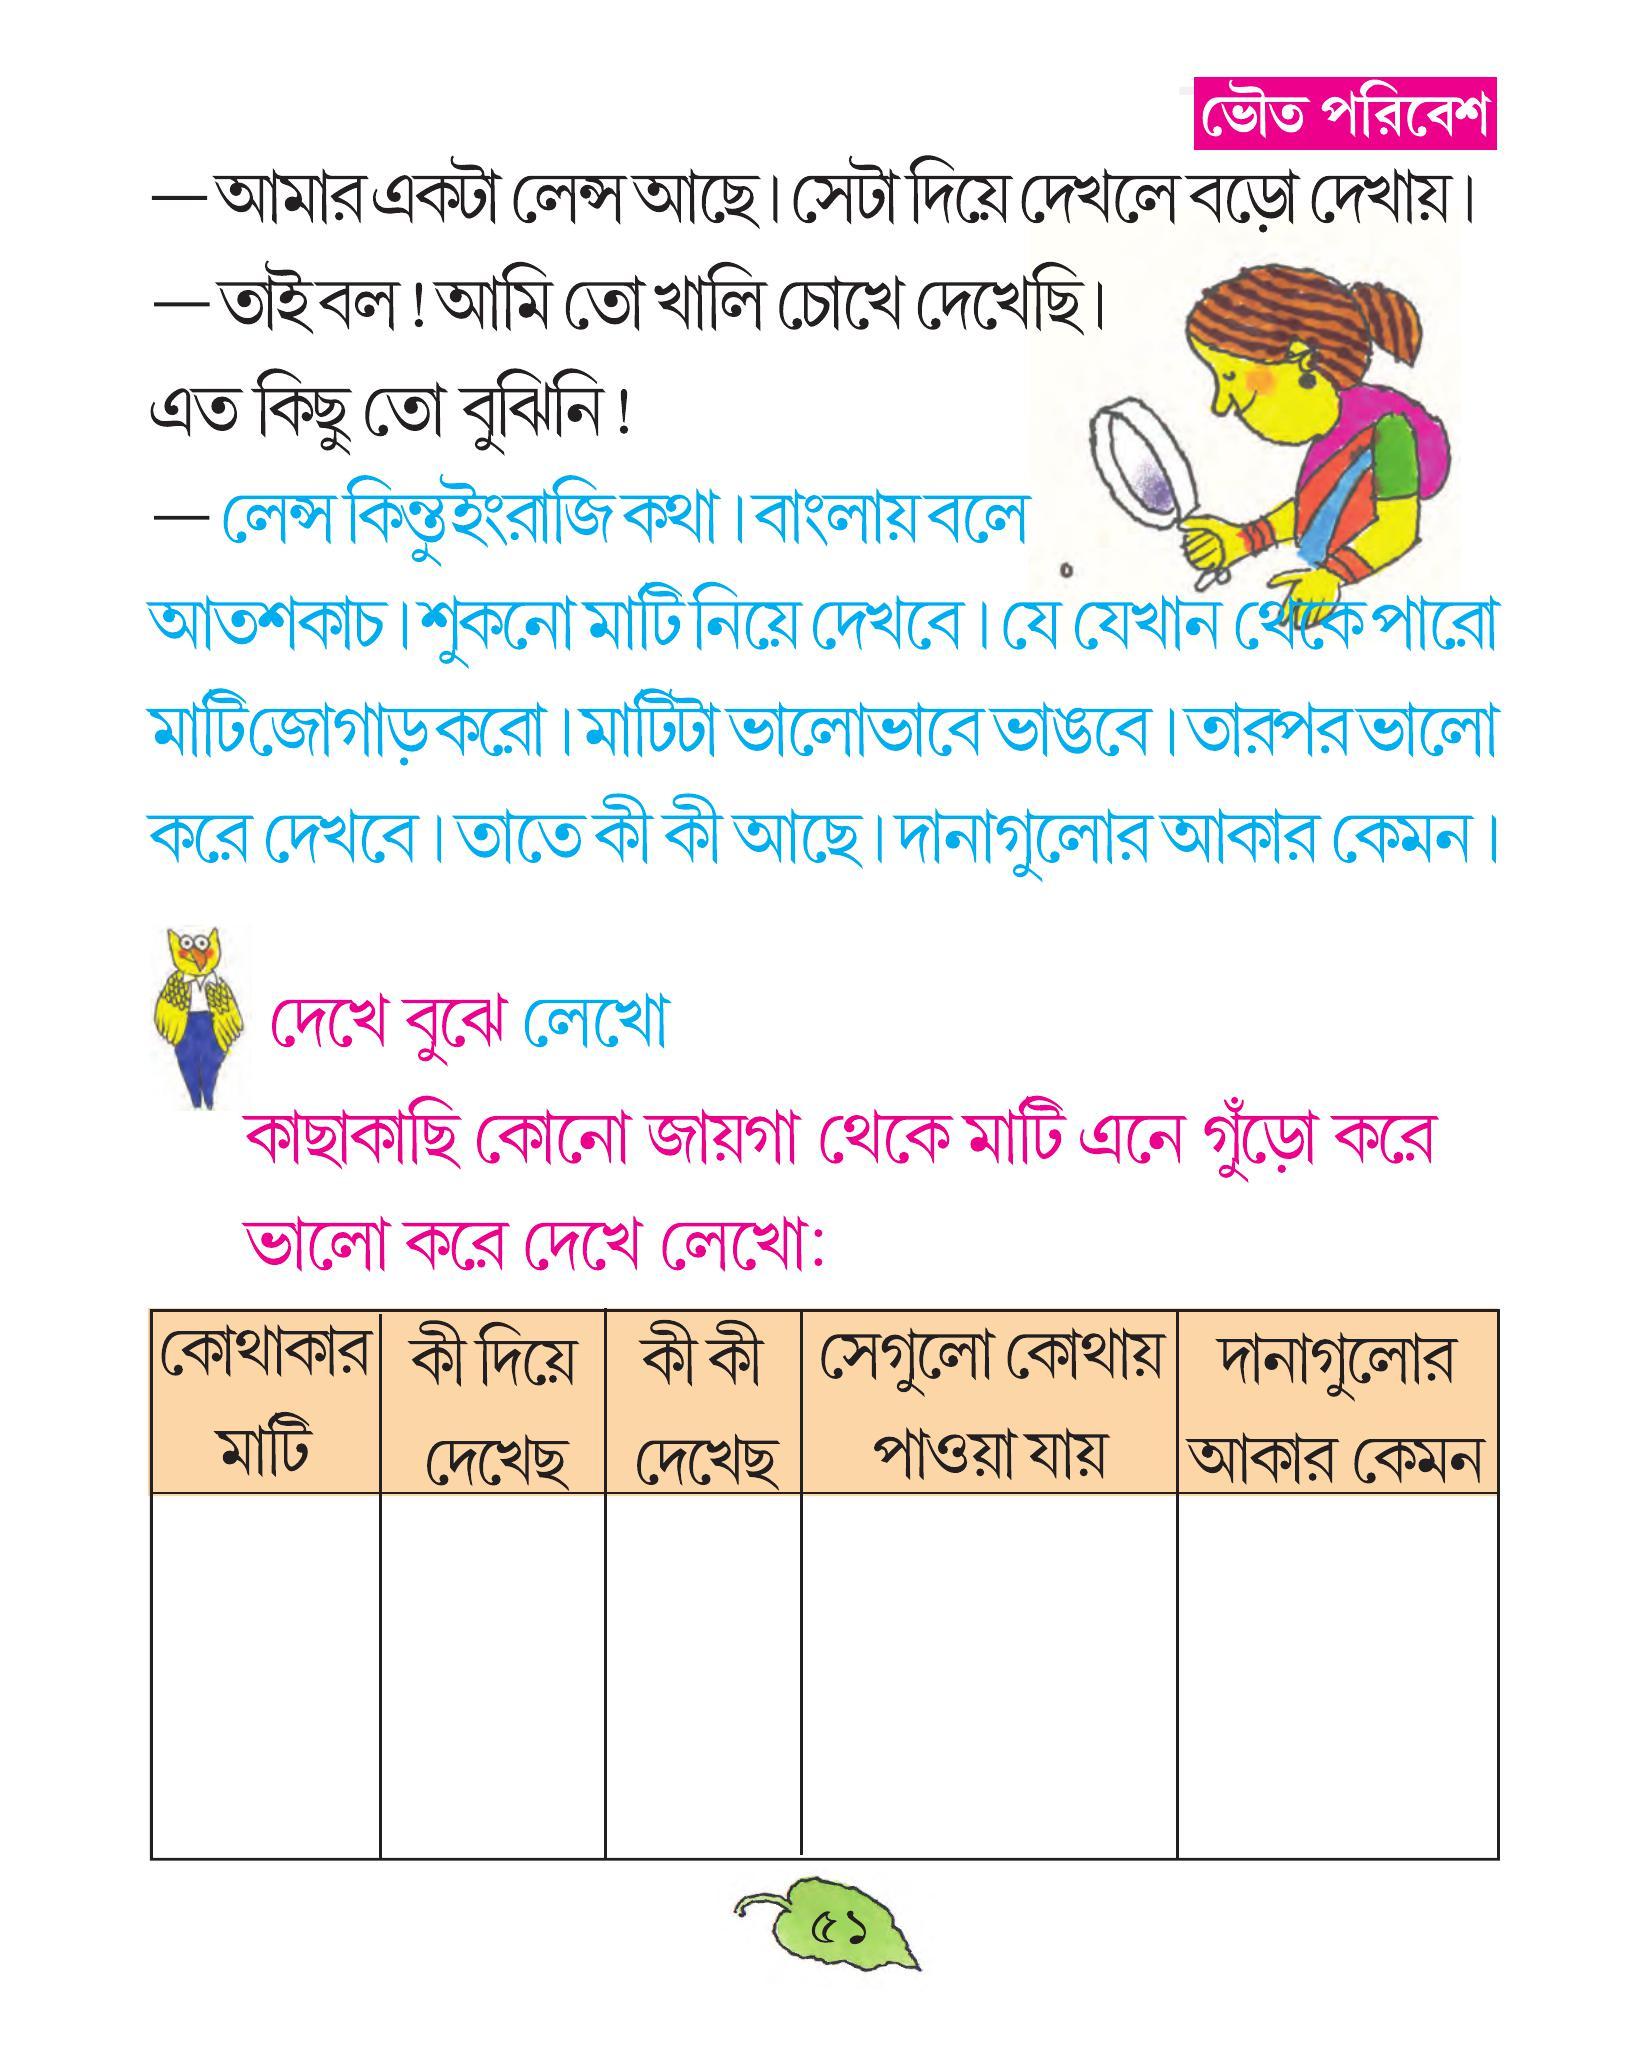 ভৌত পরিবেশ
— আমার একটা লেন্স আছে। সেটা দিয়ে দেখলে বড়ো দেখায়।
— তাই বল ! আমি তো খালি চোখে দেখেছি।
এত কিছু তো বুঝিনি !
— লেন্স কিন্তু ইংরাজি কথা। বাংলায় বলে
আতশকাচ। শুকনো মাটি নিয়ে দেখবে। যে যেখান থেকে পারো
মাটি জোগাড় করো। মাটিটা ভালোভাবে ভাঙবে। তারপর ভালো
করে দেখবে। তাতে কী কী আছে। দানাগুলোর আকার কেমন।
দেখে বুঝে লেখো
কাছাকাছি কোনো জায়গা থেকে মাটি এনে গুঁড়ো করে
ভালো করে দেখে লেখো:
কোথাকার মাটি
কী দিয়ে দেখেছ
কী কী দেখেছ
সেগুলো কোথায় পাওয়া যায়
দানাগুলোর আকার কেমন
৫১